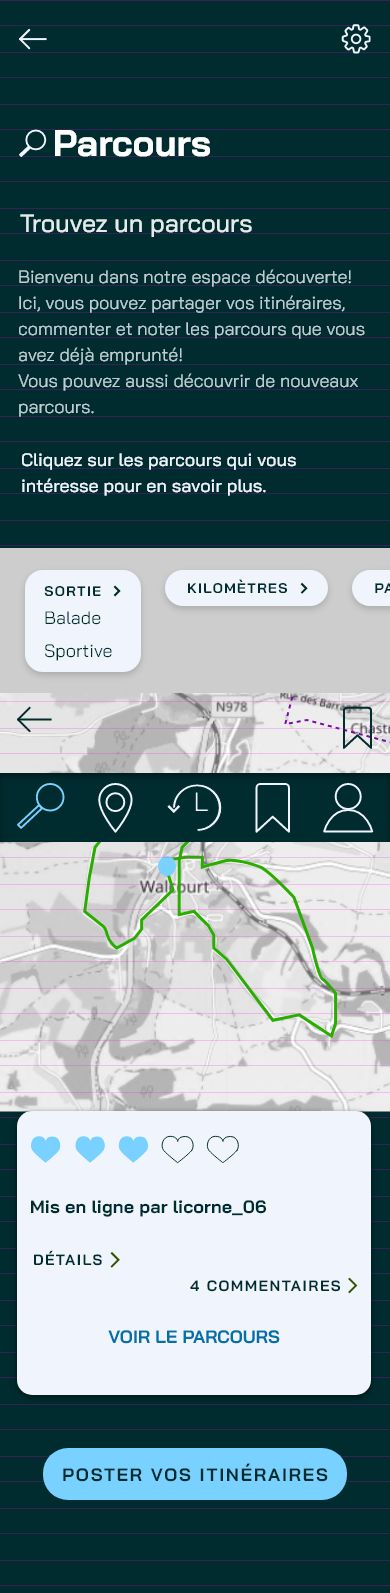 Parcours
Trouvez un parcours
Bienvenu dans notre espace découverte!
Ici, vous pouvez partager vos itinéraires,
commenter et noter les parcours que vous
avez déjà emprunté!
Vous pouvez aussi découvrir de nouveaux
parcours.
Cliquez sur les parcours qui vous
intéresse pour en savoir plus.
SORTIE
KILOMÈTRES
PA
Balade
Sportive
Rue des Barrages
N978
Chastr
Walcourt
Mis en ligne par licorne_06
DÉTAILS
4 COMMENTAIRES
VOIR LE PARCOURS
POSTER VOS ITINÉRAIRES